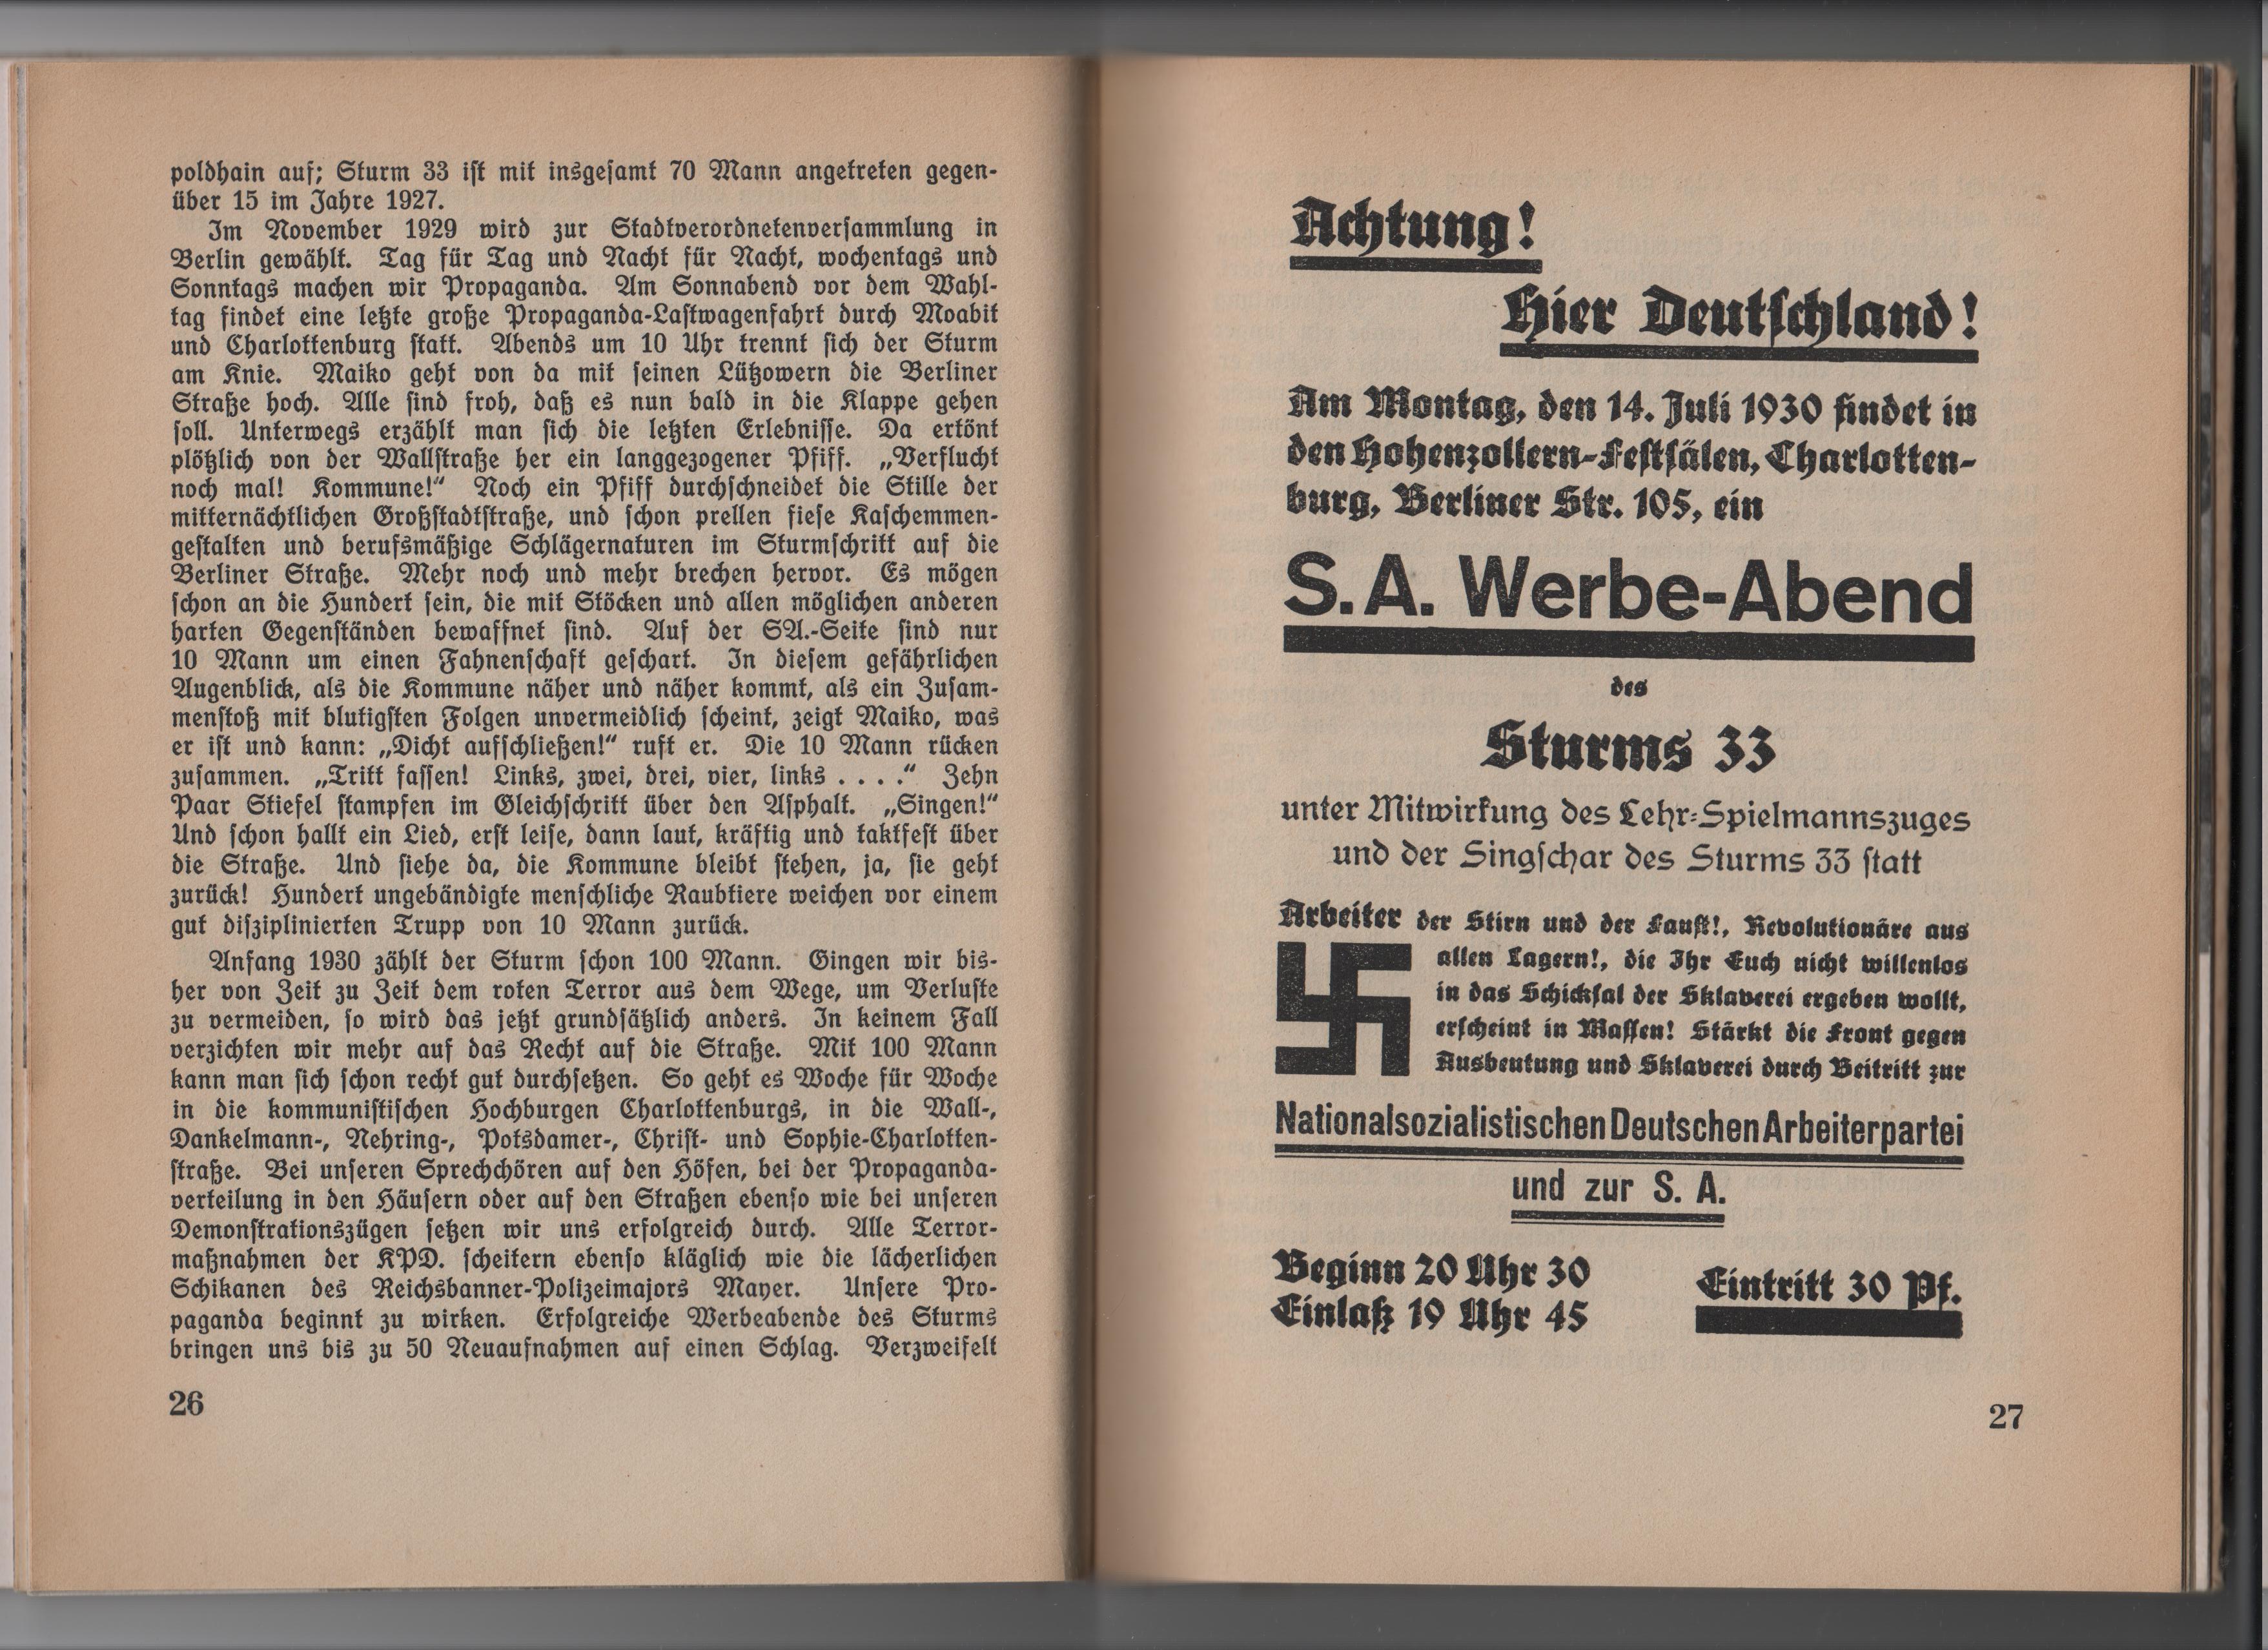 poldhain auf; Sturm 33 ist mit insgesamt 70 Mann angetreten gegen-
über 15 im Jahre 1927.
Im November 1929 wird zur Stadtverordnetenversammlung in
Berlin gewählt. Tag für Tag und Nacht für Nacht, wochentags und
Sonntags machen wir Propaganda. Am Sonnabend vor dem Wahl-
tag findet eine letzte große Propaganda-Lastwagenfahrt durch Moabit
und Charlottenburg statt. Abends um 10 Uhr trennt sich der Sturm
am Knie. Maiko geht von da mit seinen Lützowern die Berliner
Straße hoch. Alle sind froh, daß es nun bald in die Klappe gehen
soll. Unterwegs erzählt man sich die letzten Erlebnisse. Da ertönt
plötzlich von der Wallstraße her ein langgezogener Pfiff. „Verflucht
noch mal! Kommune!“ Noch ein Pfiff durchschneidet die Stille der
mitternächtlichen Großstadtstraße, und schon prellen fiese Kaschemmen-
gestalten und berufsmäßige Schlägernaturen im Sturmschritt auf die
Berliner Straße. Mehr noch und mehr brechen hervor. Es mögen
schon an die Hundert sein, die mit Stöcken und allen möglichen anderen
harten Gegenständen bewaffnet sind. Auf der SA.-Seite sind nur
10 Mann um einen Fahnenschaft geschart. In diesem gefährlichen
Augenblick, als die Kommune näher und näher kommt, als ein Zusam-
menstoß mit blutigsten Folgen unvermeidlich scheint, zeigt Maiko, was
er ist und kann: „Dicht aufschließen!“ ruft er. Die 10 Mann rücken
zusammen. „Tritt fassen! Links, zwei, drei, vier, links . . . .“ Zehn
Paar Stiefel stampfen im Gleichschritt über den Asphalt. „Singen!“
Und schon hallt ein Lied, erst leise, dann laut, kräftig und taktfest über
die Straße. Und siehe da, die Kommune bleibt stehen, ja, sie geht
zurück! Hundert ungebändigte menschliche Raubtiere weichen vor einem
gut disziplinierten Trupp von 10 Mann zurück.
Anfang 1930 zählt der Sturm schon 100 Mann. Gingen wir bis-
her von Zeit zu Zeit dem roten Terror aus dem Wege, um Verluste
zu vermeiden, so wird das jetzt grundsätzlich anders. In keinem Fall
verzichten wir mehr auf das Recht auf die Straße. Mit 100 Mann
kann man sich schon recht gut durchsetzen. So geht es Woche für Woche
in die kommunistischen Hochburgen Charlottenburgs, in die Wall-,
Dankelmann-, Nehring-, Potsdamer-, Christ- und Sophie-Charlotten-
straße. Bei unseren Sprechchören auf den Höfen, bei der Propaganda-
verteilung in den Häusern oder auf den Straßen ebenso wie bei unseren
Demonstrationszügen setzen wir uns erfolgreich durch. Alle Terror-
maßnahmen der KPD. scheitern ebenso kläglich wie die lächerlichen
Schikanen des Reichsbanner-Polizeimajors Mayer. Unsere Pro-
paganda beginnt zu wirken. Erfolgreiche Werbeabende des Sturms
bringen uns bis zu 50 Neuaufnahmen auf einen Schlag. Verzweifelt
26
Achtung!
Hier Deutschland!
Am Montag, den 14. Juli 1930 findet in
den Hohenzollern-Festsälen, Charlotten-
burg, Berliner Str. 105, ein
S.A. Werbe-Abend
des
Sturms 33
unter Mitwirkung des Lehr-Spielmannszuges
und der Singschar des Sturms 33 statt
Arbeiter der Stirn und der Faust!, Revolutionäre aus
allen Lagern!, die Ihr Euch nicht willenlos
in das Schicksal der Sklaverei ergeben wollt,
erscheint in Massen! Stärkt die Front gegen
Ausbeutung und Sklaverei durch Beitritt zur
Nationalsozialistischen Deutschen Arbeiterpartei
und zur S. A.
Beginn 20 Uhr 30
Einlaß 19 Uhr 45
Eintritt 30 Pf.
27